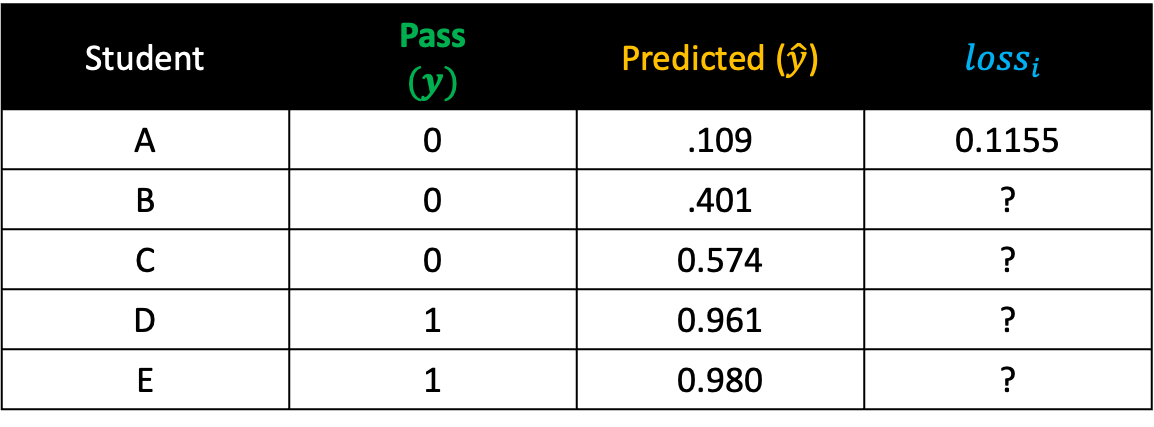 Student Pass (y) Predicted (ŷ) lossᵢ
A 0 .109 0.1155
B 0 .401 ?
C 0 0.574 ?
D 1 0.961 ?
E 1 0.980 ?